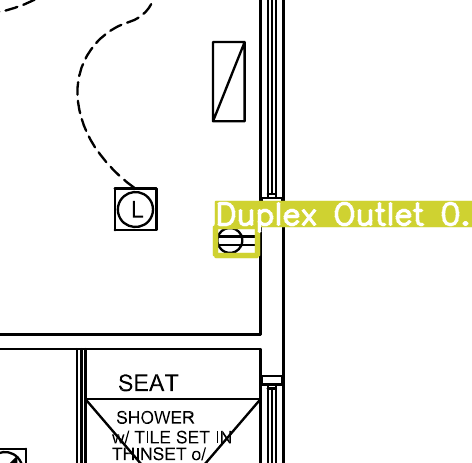 Duplex Outlet 0.
L
SEAT
SHOWER
w/ TILE SET IN
THINSET o/